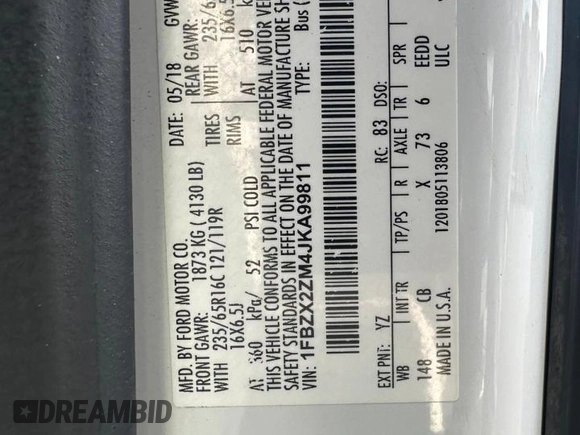 MFD. BY FORD MOTOR CO.
DATE: 05/18 GVW
FRONT GAWR: 1873 KG ( 4130 LB) REAR GAWR:
WITH 235/65R16C 121/119R TIRES WITH 235/6
16X6.5J RIMS 16X6.5
AT 360 kPa/ 52 PSI COLD AT 510
THIS VEHICLE CONFORMS TO ALL APPLICABLE FEDERAL MOTOR VEH
SAFETY STANDARDS IN EFFECT ON THE DATE OF MANUFACTURE SH
VIN: 1FBZX2ZM4JKA99811 TYPE: Bus (
EXT PNT: YZ RC: 83 DSO:
WB INT TR TP/PS R AXLE TR SPR
148 CB X 73 6 EEDD
MADE IN U.S.A. 1201805113806 ULC
DREAMBID